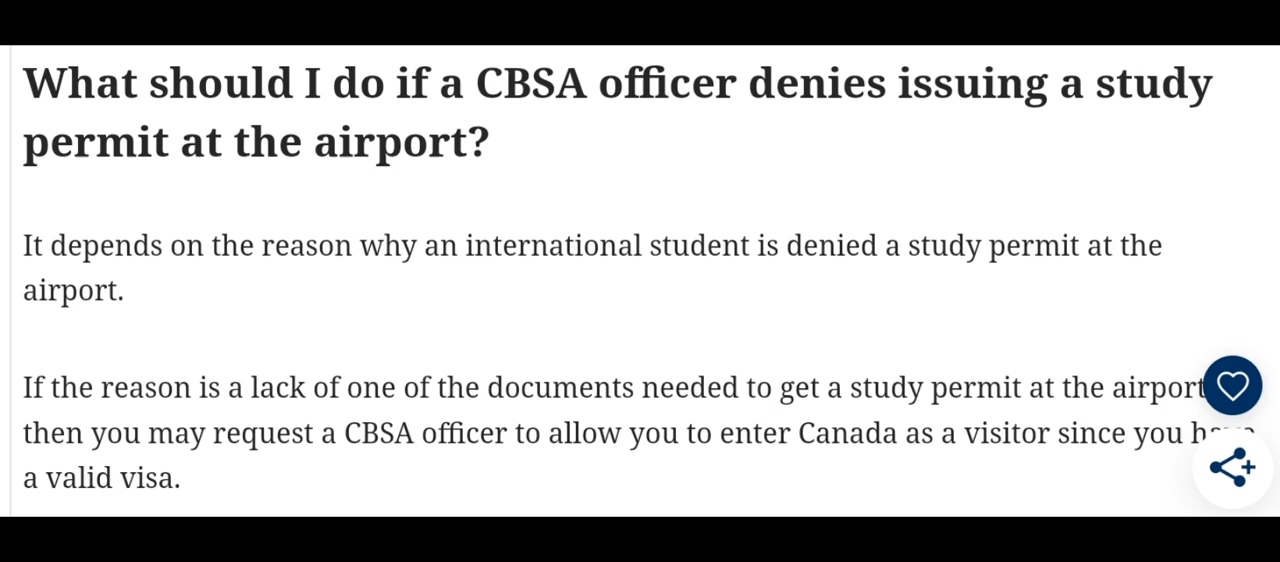 What should I do if a CBSA officer denies issuing a study
permit at the airport?
It depends on the reason why an international student is denied a study permit at the
airport.
If the reason is a lack of one of the documents needed to get a study permit at the airport
then you may request a CBSA officer to allow you to enter Canada as a visitor since you
a valid visa.